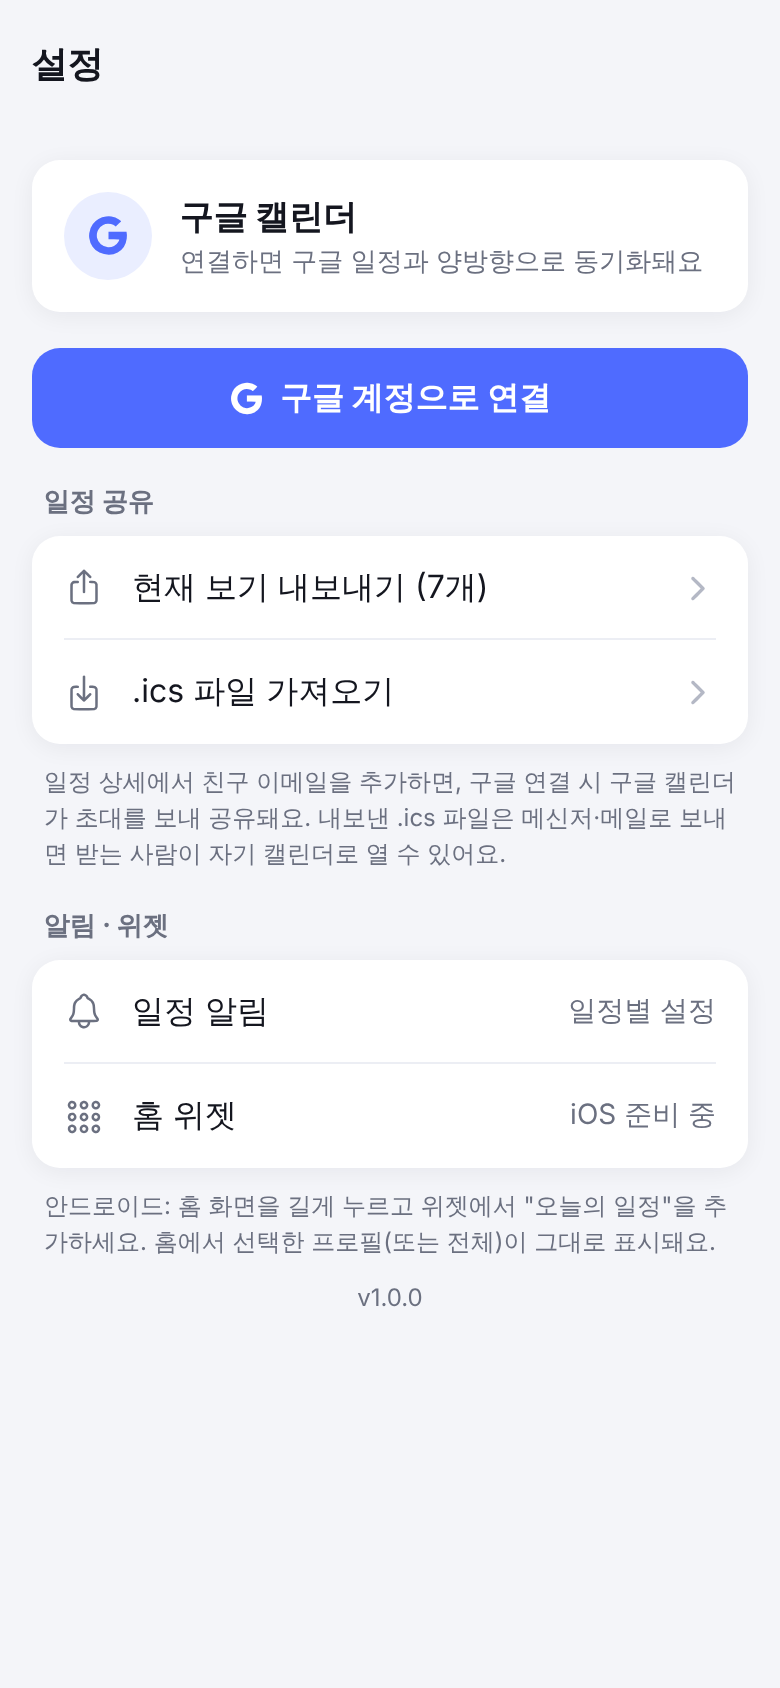 설정
구글 캘린더
연결하면 구글 일정과 양방향으로 동기화돼요
구글 계정으로 연결
일정 공유
현재 보기 내보내기 (7개)
.ics 파일 가져오기
일정 상세에서 친구 이메일을 추가하면, 구글 연결 시 구글 캘린더
가 초대를 보내 공유돼요. 내보낸 .ics 파일은 메신저·메일로 보내
면 받는 사람이 자기 캘린더로 열 수 있어요.
알림 · 위젯
일정 알림 일정별 설정
홈 위젯 iOS 준비 중
안드로이드: 홈 화면을 길게 누르고 위젯에서 "오늘의 일정"을 추
가하세요. 홈에서 선택한 프로필(또는 전체)이 그대로 표시돼요.
v1.0.0